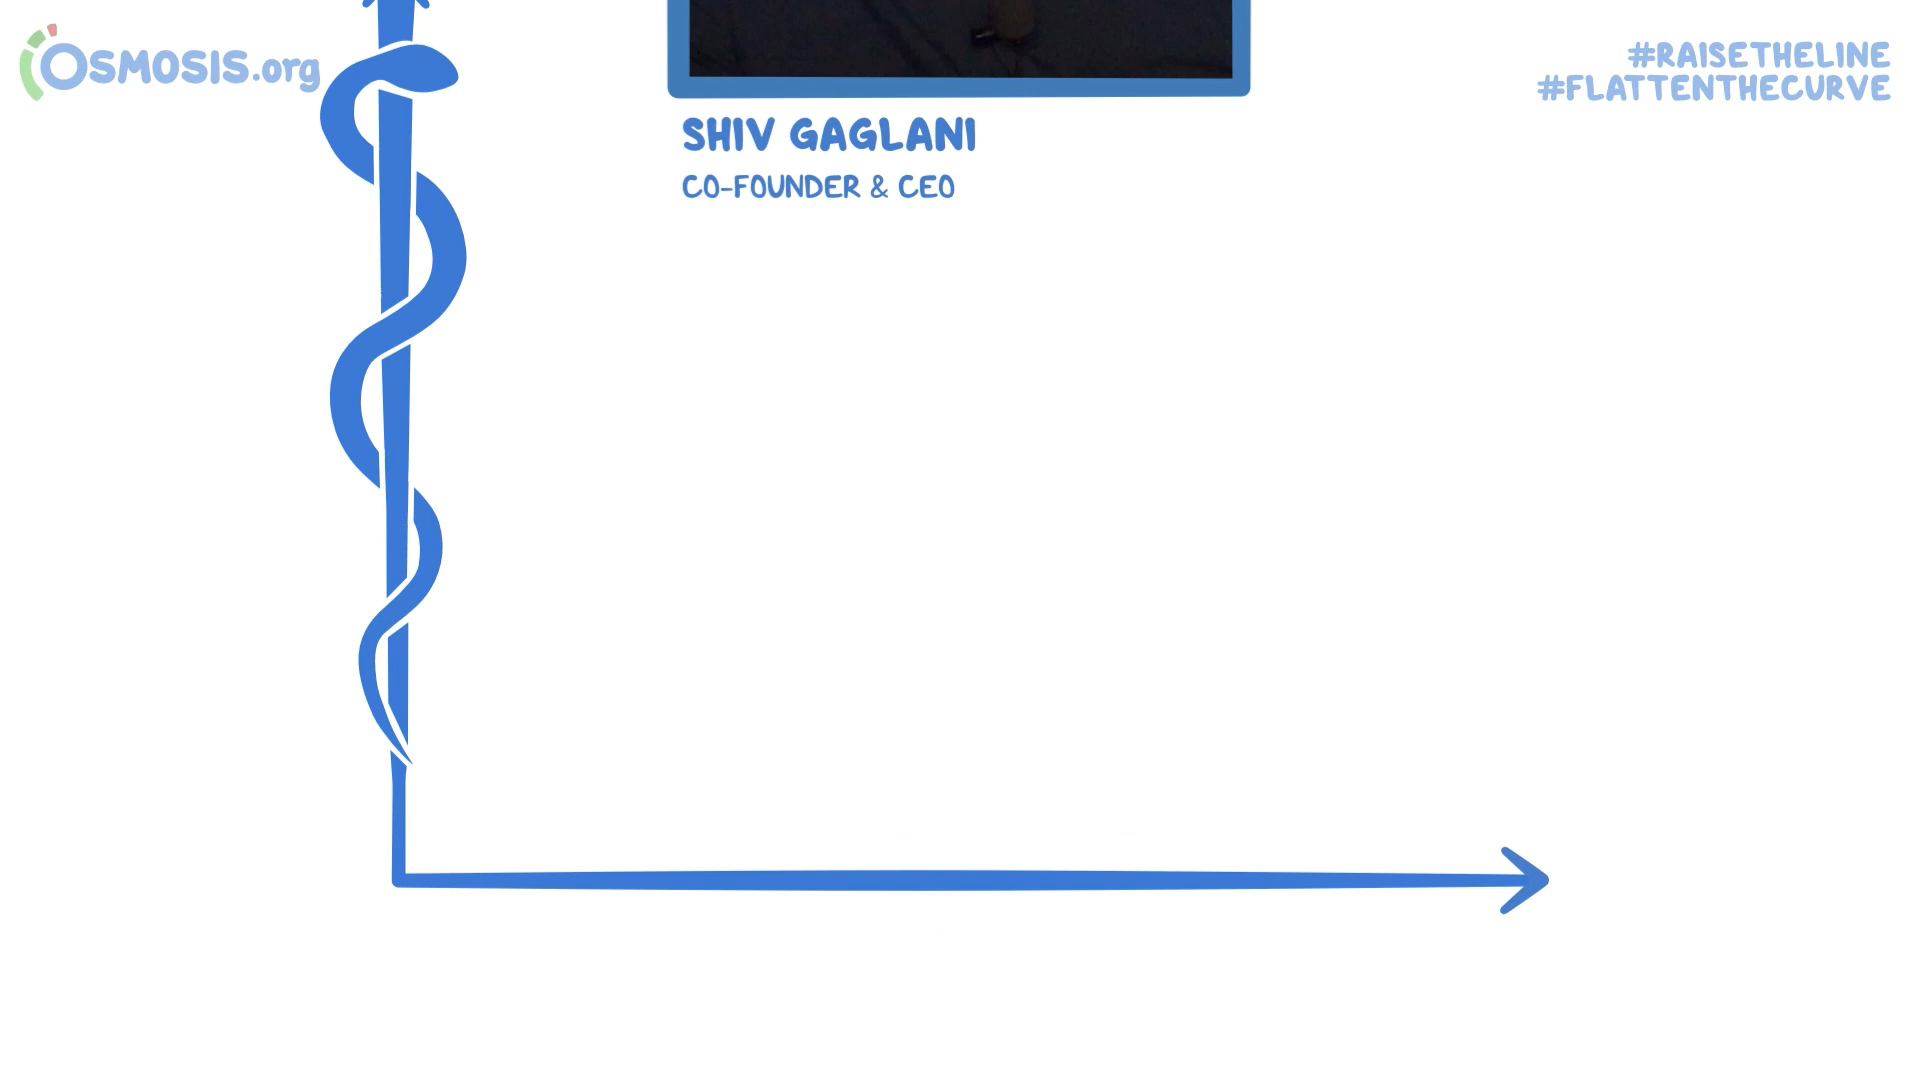 OSMOSIS.org
#RAISETHELINE
#FLATTENTHECURVE
SHIV GAGLANI
CO-FOUNDER & CEO